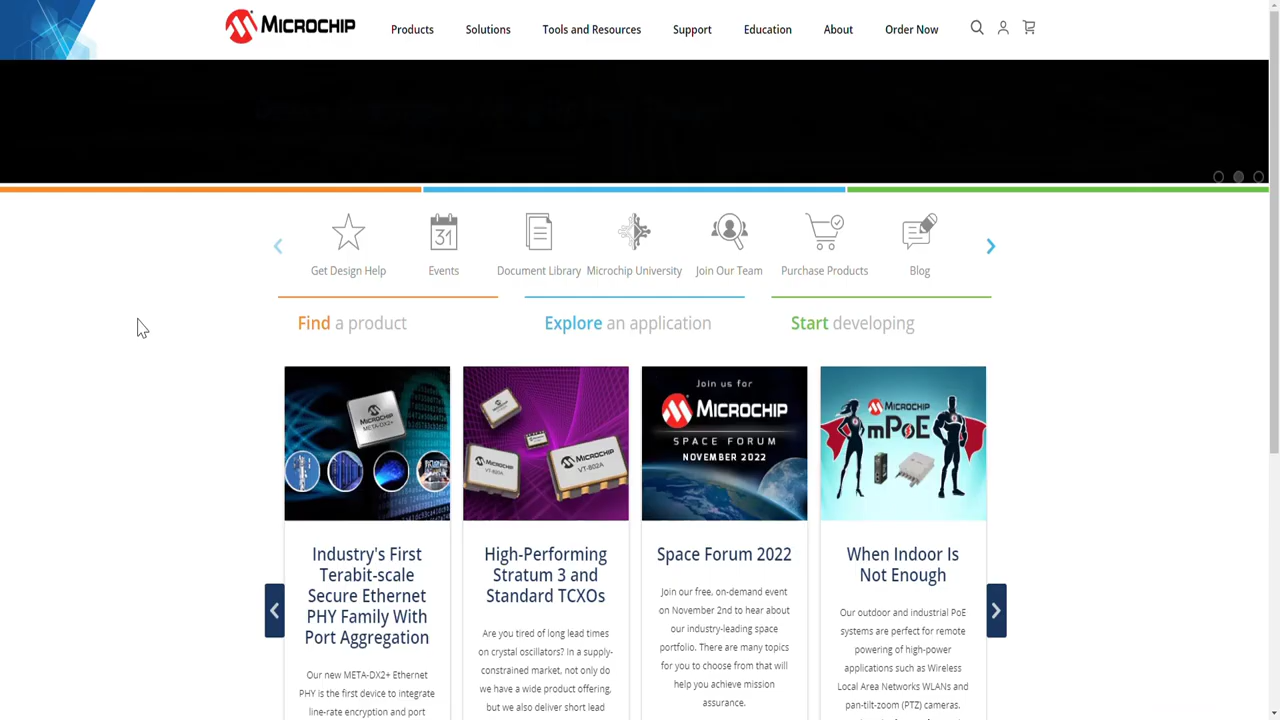 MICROCHIP
Products
Solutions
Tools and Resources
Support
Education
About
Order Now
31
Get Design Help
Events
Document Library
Microchip University
Join Our Team
Purchase Products
Blog
Find a product
Explore an application
Start developing
MICROCHIP
META-DX2+
MICROCHIP
VT-820A
MICROCHIP
VT-802A
Join us for
MICROCHIP
SPACE FORUM
NOVEMBER 2022
MICROCHIP
mPoE
Industry's First
Terabit-scale
Secure Ethernet
PHY Family With
Port Aggregation
Our new META-DX2+ Ethernet
PHY is the first device to integrate
line-rate encryption and port
High-Performing
Stratum 3 and
Standard TCXOs
Are you tired of long lead times
on crystal oscillators? In a supply-
constrained market, not only do
we have a wide product offering,
but we also deliver short lead
Space Forum 2022
Join our free, on-demand event
on November 2nd to hear about
our industry-leading space
portfolio. There are many topics
for you to choose from that will
help you achieve mission
assurance.
When Indoor Is
Not Enough
Our outdoor and industrial PoE
systems are perfect for remote
powering of high-power
applications such as Wireless
Local Area Networks WLANs and
pan-tilt-zoom (PTZ) cameras.